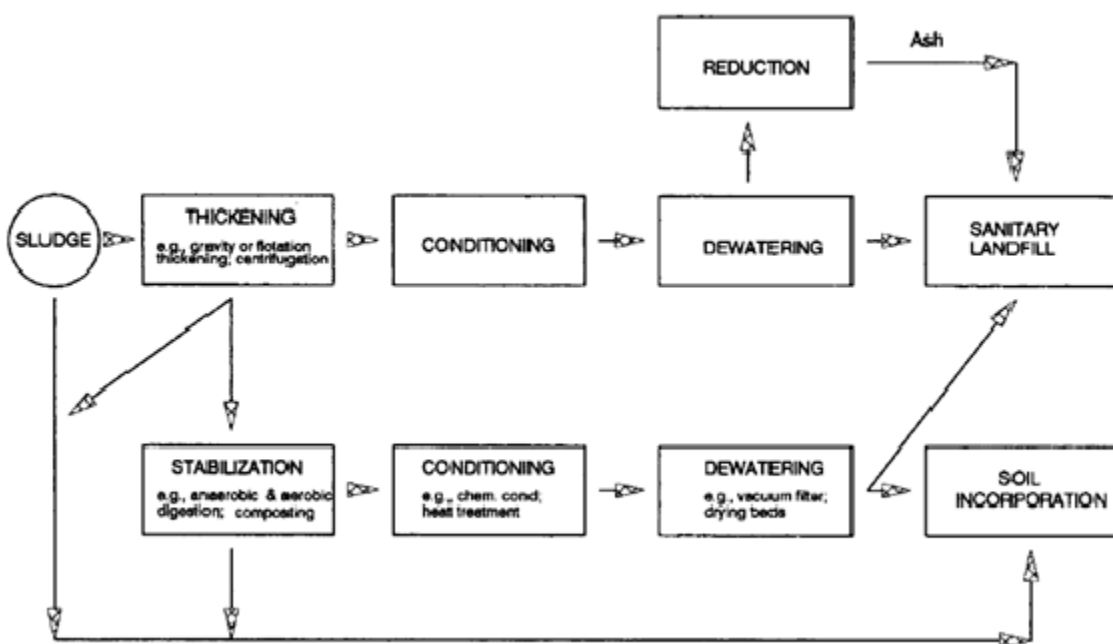 Ash
REDUCTION
SLUDGE
THICKENING
e.g., gravity or flotation
thickening; centrifugation
CONDITIONING
DEWATERING
SANITARY
LANDFILL
STABILIZATION
e.g., anaerobic & aerobic
digestion; composting
CONDITIONING
e.g., chem. cond;
heat treatment
DEWATERING
e.g., vacuum filter;
drying beds
SOIL
INCORPORATION